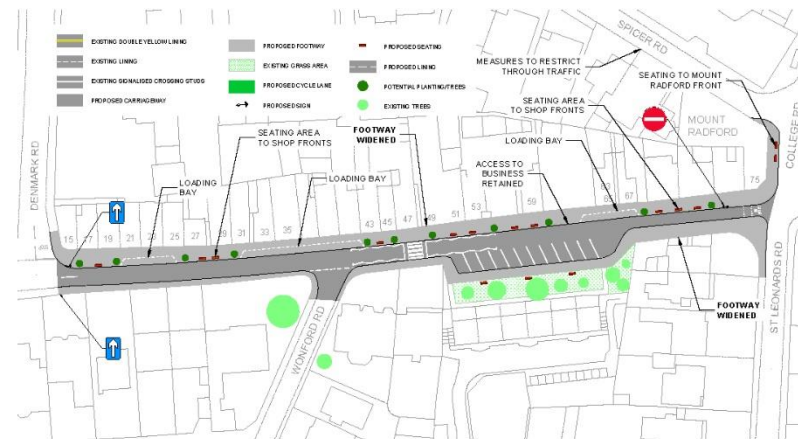 EXISTING DOUBLE YELLOW LINING
EXISTING LINING
EXISTING SIGNALISED CROSSING STUDS
PROPOSED CARRIAGEWAY
PROPOSED FOOTWAY
EXISTING GRASS AREA
PROPOSED CYCLE LANE
PROPOSED SIGN
PROPOSED SEATING
PROPOSED LINING
POTENTIAL PLANTING/TREES
EXISTING TREES
SPICER RD
MEASURES TO RESTRICT
THROUGH TRAFFIC
SEATING TO MOUNT
RADFORD FRONT
SEATING AREA
TO SHOP FRONTS
MOUNT
RADFORD
COLLEGE RD
LOADING BAY
ACCESS TO
BUSINESS
RETAINED
FOOTWAY
WIDENED
SEATING AREA
TO SHOP FRONTS
LOADING BAY
LOADING
BAY
DENMARK RD
15
17
19
21
25
27
29
31
33
35
43
45
47
49
51
53
59
67
75
WONFORD RD
ST LEONARDS RD
FOOTWAY
WIDENED